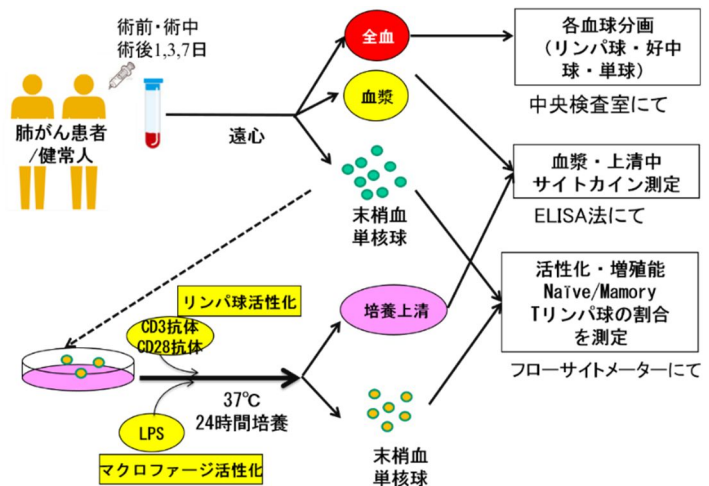 術前・術中
術後1,3,7日
肺がん患者
/健常人
遠心
全血
血漿
末梢血
単核球
各血球分画
(リンパ球・好中
球・単球)
中央検査室にて
血漿・上清中
サイトカイン測定
ELISA法にて
活性化・増殖能
Naïve/Mamory
Tリンパ球の割合
を測定
フローサイトメーターにて
リンパ球活性化
CD3抗体
CD28抗体
37℃
24時間培養
LPS
マクロファージ活性化
培養上清
末梢血
単核球